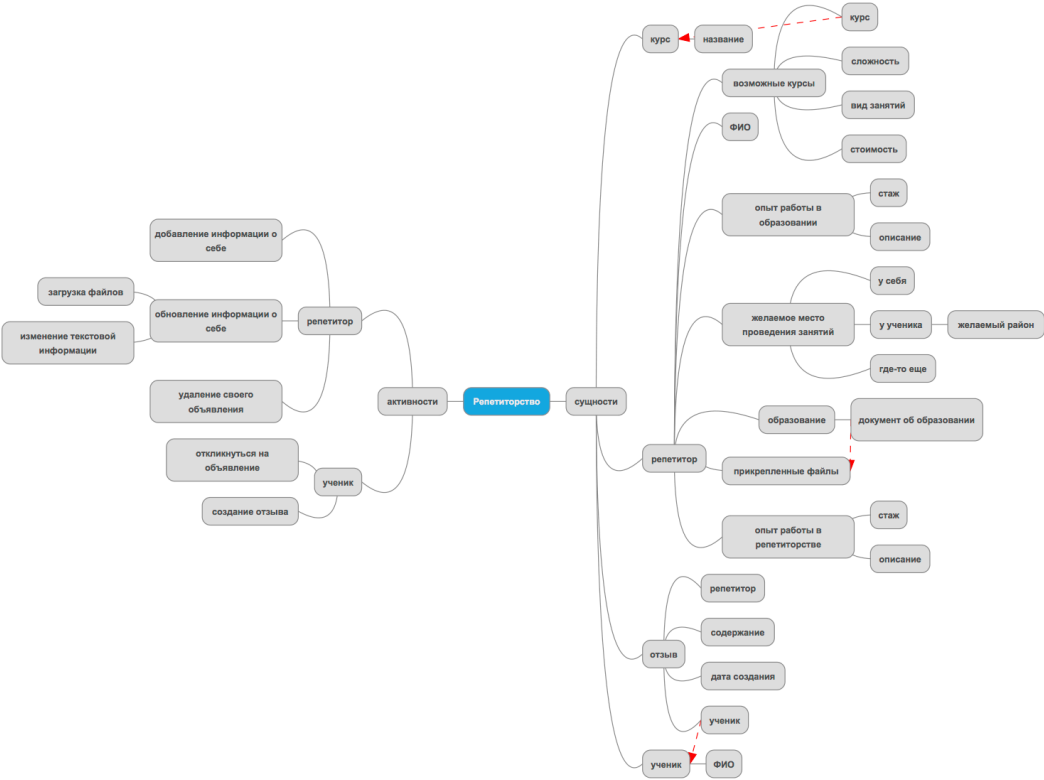 курс
курс
название
сложность
возможные курсы
вид занятий
ФИО
стоимость
стаж
опыт работы в
образовании
описание
добавление информации о
себе
у себя
загрузка файлов
обновление информации о
себе
репетитор
желаемое место
проведения занятий
у ученика
желаемый район
изменение текстовой
информации
где-то еще
удаление своего
объявления
активности
Репетиторство
сущности
образование
документ об образовании
откликнуться на
объявление
репетитор
прикрепленные файлы
ученик
создание отзыва
стаж
опыт работы в
репетиторстве
описание
репетитор
содержание
отзыв
дата создания
ученик
ученик
ФИО